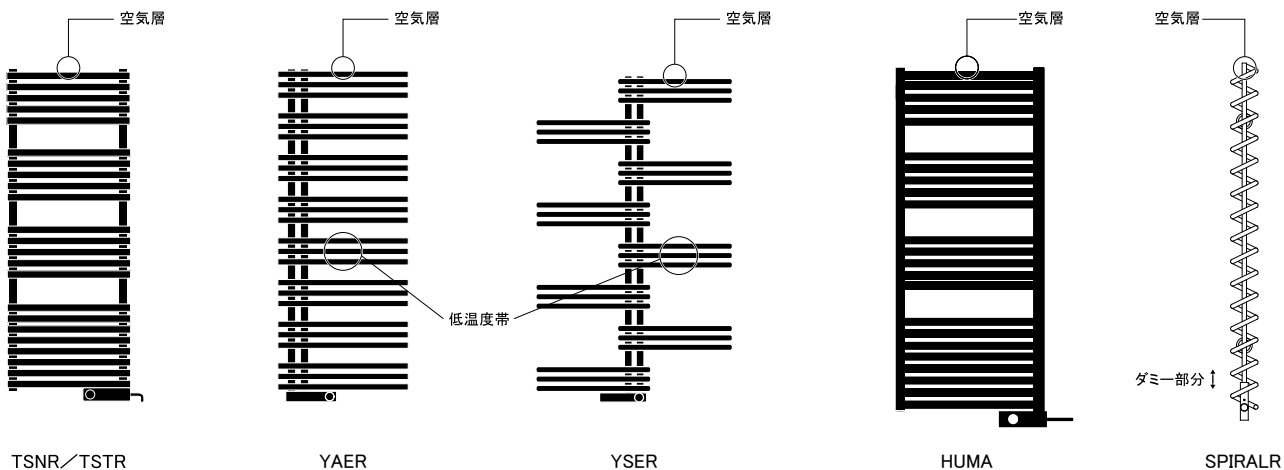 空気層
空気層
空気層
空気層
空気層
低温度帯
ダミー部分
TSNR／TSTR
YAER
YSER
HUMA
SPIRALR